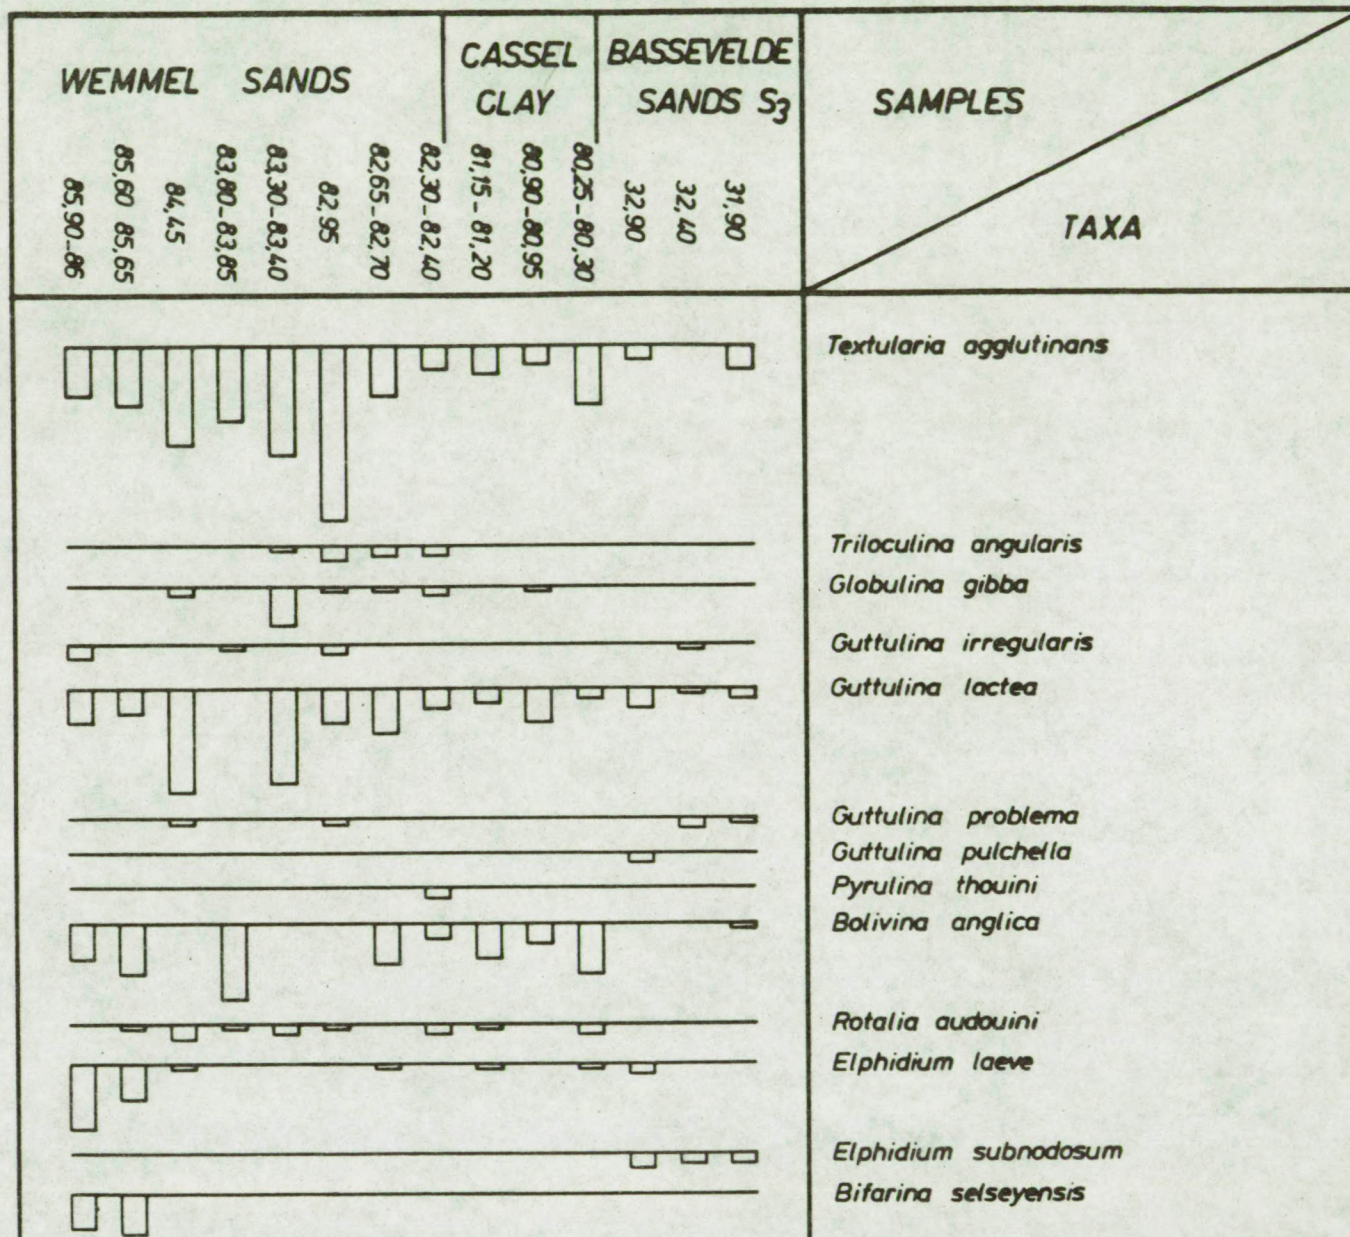 WEMMEL SANDS
CASSEL
CLAY
BASSEVELDE
SANDS S3
SAMPLES
TAXA
85,90-86
85,60 85,65
84,45
83,80-83,85
83,30-83,40
82,95
82,65-82,70
82,30-82,40
81,15-81,20
80,90-80,95
80,25-80,30
32,90
32,40
31,90
Textularia agglutinans
Triloculina angularis
Globulina gibba
Guttulina irregularis
Guttulina lactea
Guttulina problema
Guttulina pulchella
Pyrulina thouini
Bolivina anglica
Rotalia audouini
Elphidium laeve
Elphidium subnodosum
Bifarina selseyensis